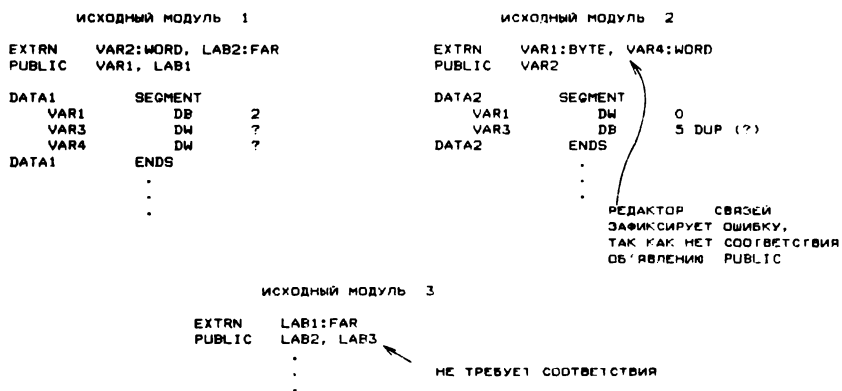 ИСХОДНЫЙ МОДУЛЬ 1
EXTRN VAR2:WORD, LAB2:FAR
PUBLIC VAR1, LAB1
DATA1 SEGMENT
VAR1 DB 2
VAR3 DW ?
VAR4 DW ?
DATA1 ENDS
.
.
.
ИСХОДНЫЙ МОДУЛЬ 2
EXTRN VAR1:BYTE, VAR4:WORD
PUBLIC VAR2
DATA2 SEGMENT
VAR1 DW 0
VAR3 DB 5 DUP (?)
DATA2 ENDS
.
.
.
РЕДАКТОР СВЯЗЕЙ
ЗАФИКСИРУЕТ ОШИБКУ,
ТАК КАК НЕТ СООТВЕТСТВИЯ
ОБ'ЯВЛЕНИЮ PUBLIC
ИСХОДНЫЙ МОДУЛЬ 3
EXTRN LAB1:FAR
PUBLIC LAB2, LAB3
.
.
.
НЕ ТРЕБУЕТ СООТВЕТСТВИЯ